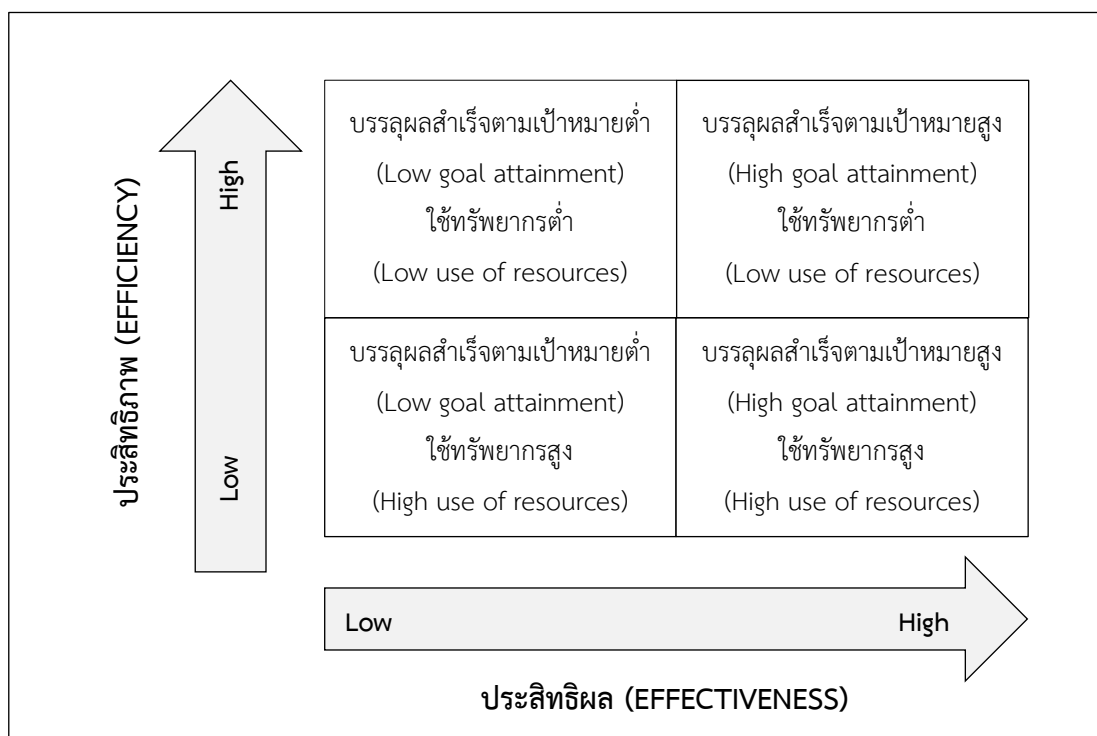 ประสิทธิภาพ (EFFICIENCY)
High
Low
บรรลุผลสำเร็จตามเป้าหมายต่ำ
(Low goal attainment)
ใช้ทรัพยากรต่ำ
(Low use of resources)
บรรลุผลสำเร็จตามเป้าหมายสูง
(High goal attainment)
ใช้ทรัพยากรต่ำ
(Low use of resources)
บรรลุผลสำเร็จตามเป้าหมายต่ำ
(Low goal attainment)
ใช้ทรัพยากรสูง
(High use of resources)
บรรลุผลสำเร็จตามเป้าหมายสูง
(High goal attainment)
ใช้ทรัพยากรสูง
(High use of resources)
Low
High
ประสิทธิผล (EFFECTIVENESS)